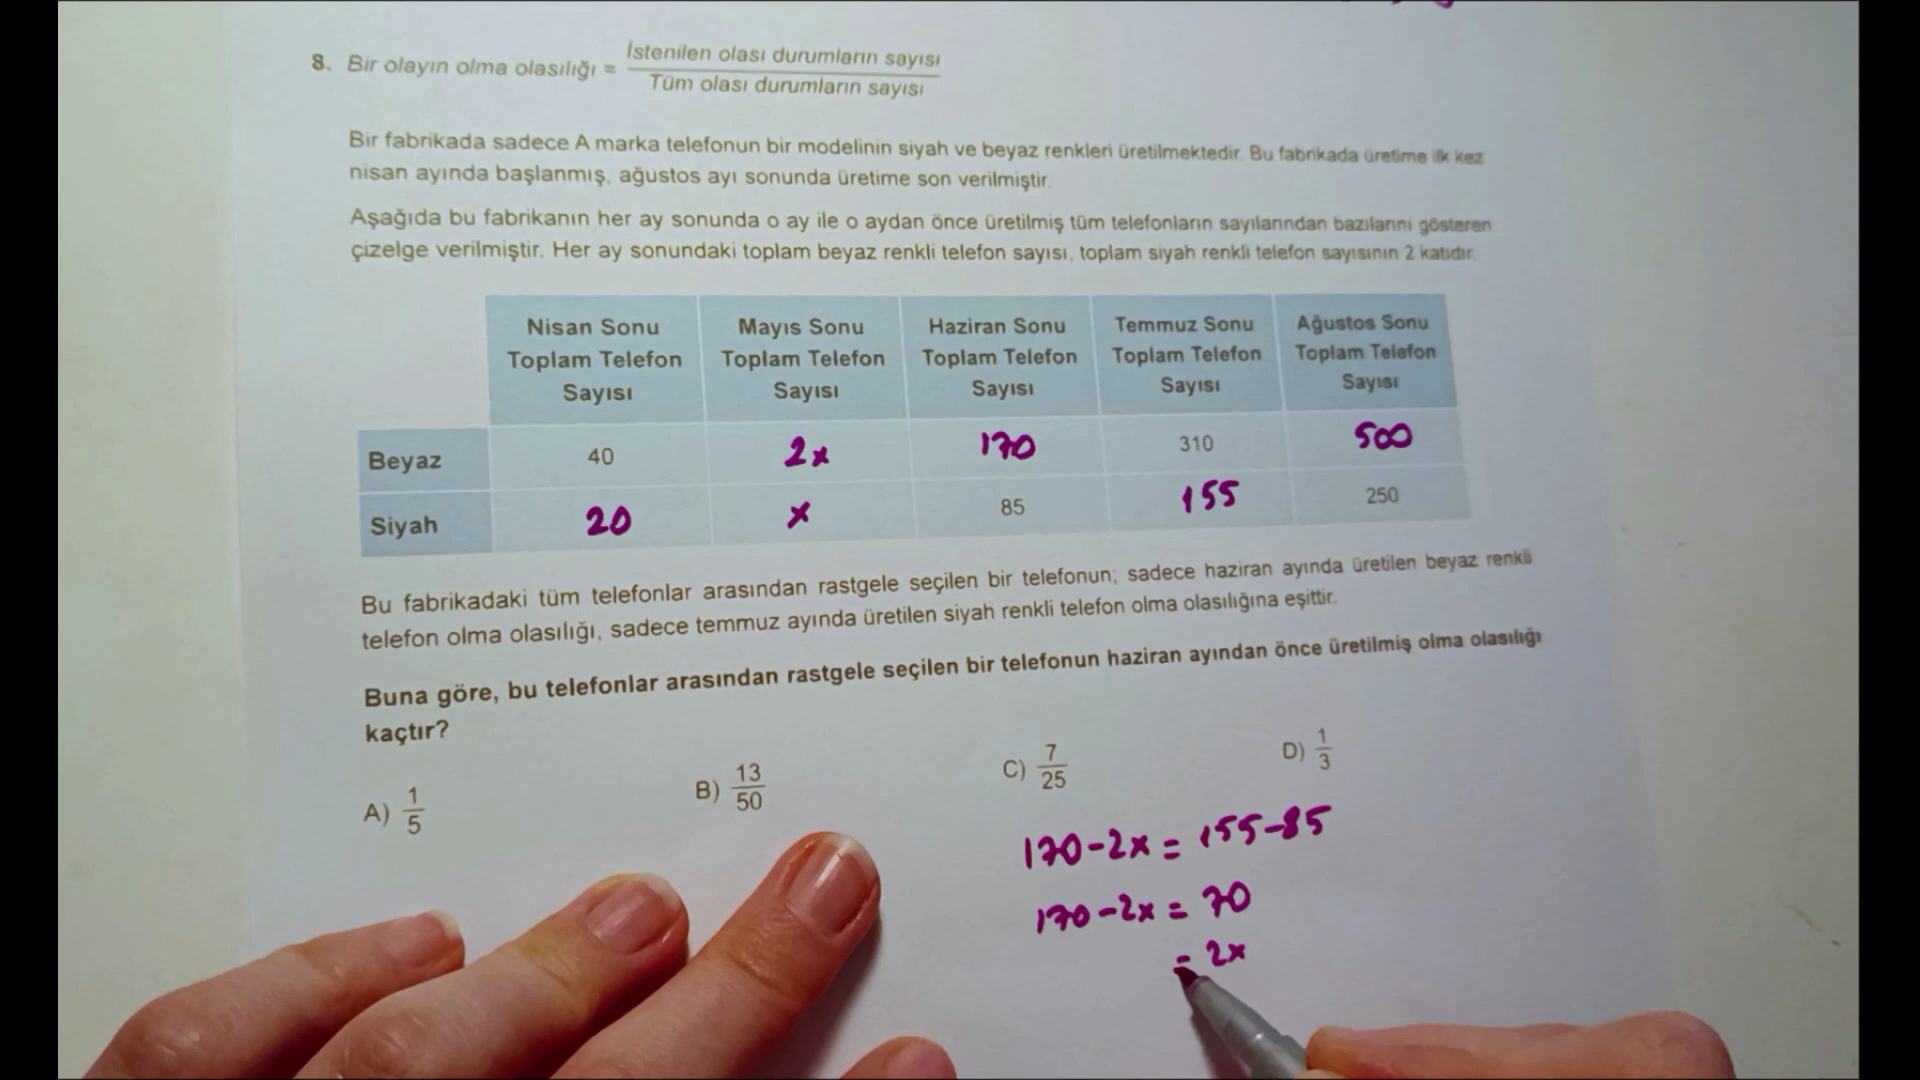 8. Bir olayın olma olasılığı = İstenilen olası durumların sayısı
Tüm olası durumların sayısı
Bir fabrikada sadece A marka telefonun bir modelinin siyah ve beyaz renkleri üretilmektedir. Bu fabrikada üretime ilk kez
nisan ayında başlanmış, ağustos ayı sonunda üretime son verilmiştir.
Aşağıda bu fabrikanın her ay sonunda o ay ile o aydan önce üretilmiş tüm telefonların sayılarından bazılarını gösteren
çizelge verilmiştir. Her ay sonundaki toplam beyaz renkli telefon sayısı, toplam siyah renkli telefon sayısının 2 katıdır.
Nisan Sonu Mayıs Sonu Haziran Sonu Temmuz Sonu Ağustos Sonu
Toplam Telefon Toplam Telefon Toplam Telefon Toplam Telefon Toplam Telefon
Sayısı Sayısı Sayısı Sayısı Sayısı
Beyaz 40 2x 170 310 500
Siyah 20 x 85 155 250
Bu fabrikadaki tüm telefonlar arasından rastgele seçilen bir telefonun; sadece haziran ayında üretilen beyaz renkli
telefon olma olasılığı, sadece temmuz ayında üretilen siyah renkli telefon olma olasılığına eşittir.
Buna göre, bu telefonlar arasından rastgele seçilen bir telefonun haziran ayından önce üretilmiş olma olasılığı
kaçtır?
A) 1/5 B) 13/50 C) 7/25 D) 1/3
170-2x = 155-85
170-2x = 70
= 2x